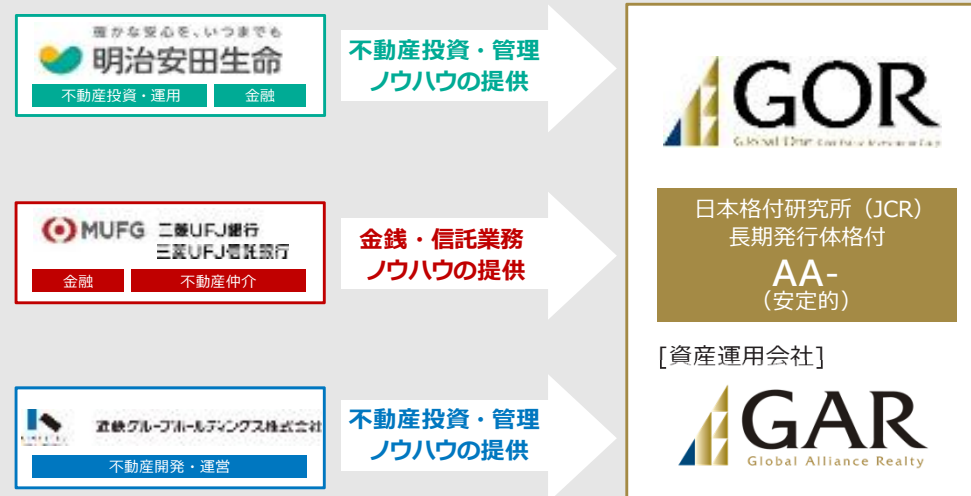 確かな安心を、いつまでも
明治安田生命
不動産投資・運用
金融
不動産投資・管理
ノウハウの提供
MUFG 三菱UFJ銀行
三菱UFJ信託銀行
金融
不動産仲介
金銭・信託業務
ノウハウの提供
近鉄グループホールディングス株式会社
不動産開発・運営
不動産投資・管理
ノウハウの提供
GOR
Global One Real Estate Investment Corp.
日本格付研究所（JCR）
長期発行体格付
AA-
（安定的）
[資産運用会社]
GAR
Global Alliance Realty